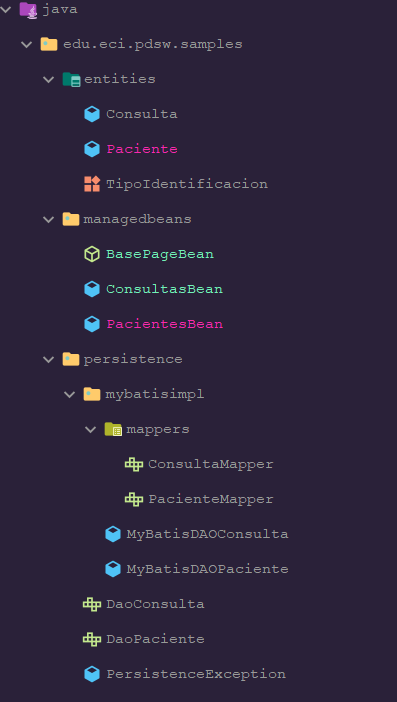 java
edu.eci.pdsw.samples
entities
Consulta
Paciente
TipoIdentificacion
managedbeans
BasePageBean
ConsultasBean
PacientesBean
persistence
mybatisimpl
mappers
ConsultaMapper
PacienteMapper
MyBatisDAOConsulta
MyBatisDAOPaciente
DaoConsulta
DaoPaciente
PersistenceException